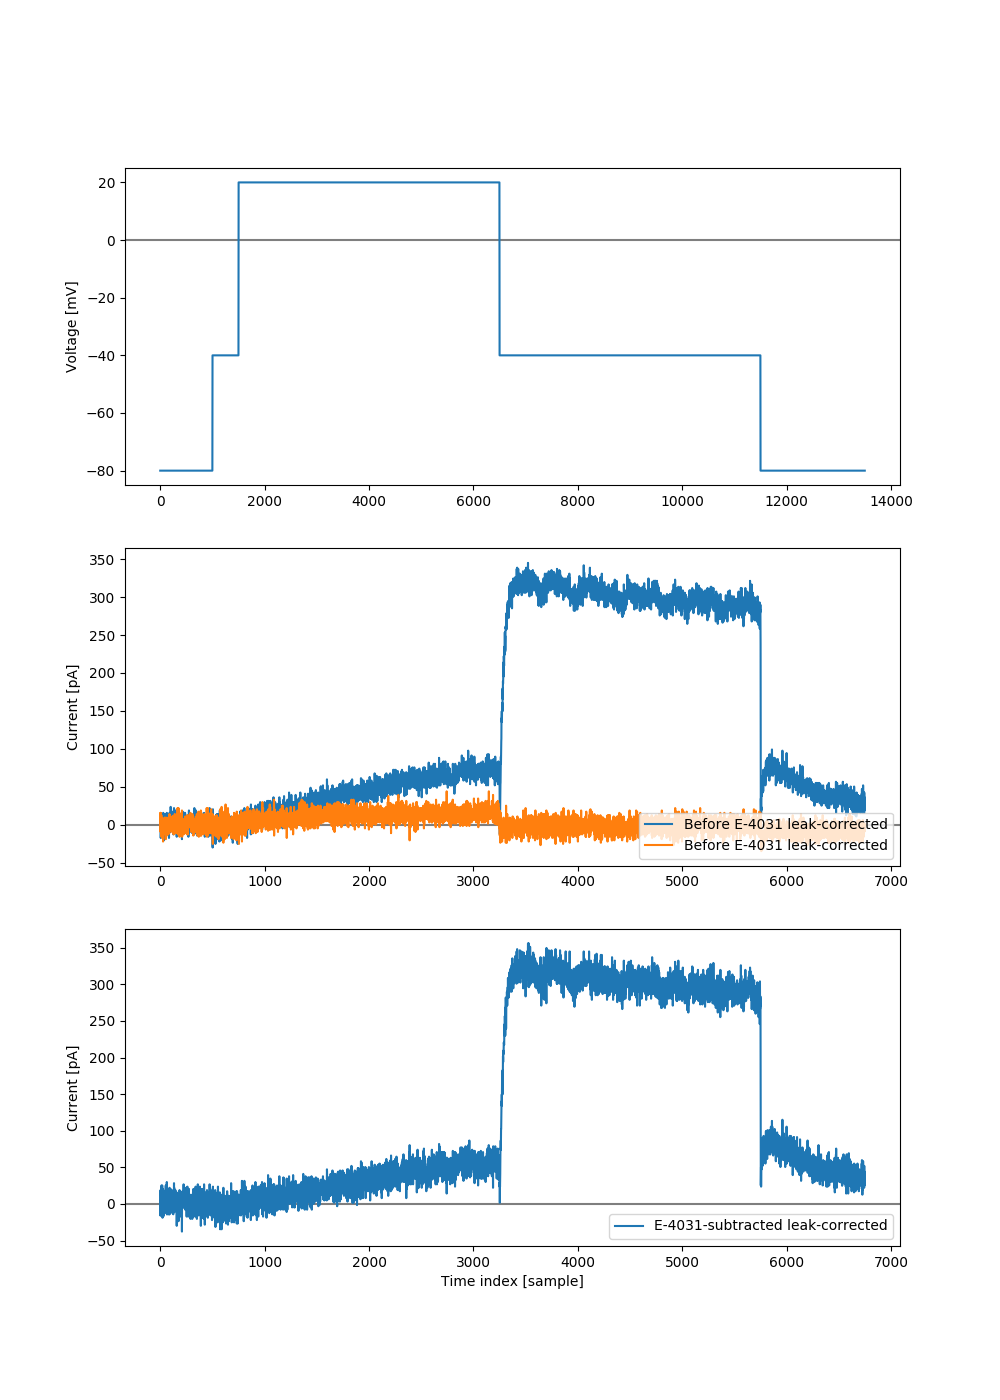 20
0
−20
−40
−60
−80
Voltage [mV]
0 2000 4000 6000 8000 10000 12000 14000
350
300
250
200
150
100
50
0
−50
Current [pA]
Before E-4031 leak-corrected
Before E-4031 leak-corrected
0 1000 2000 3000 4000 5000 6000 7000
350
300
250
200
150
100
50
0
−50
Current [pA]
E-4031-subtracted leak-corrected
0 1000 2000 3000 4000 5000 6000 7000
Time index [sample]